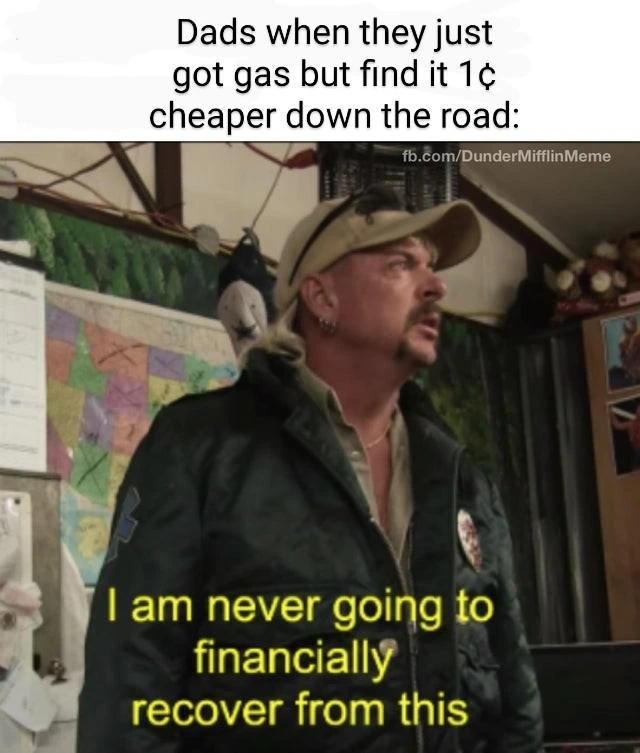 Dads when they just
got gas but find it 1¢
cheaper down the road:
fb.com/DunderMifflinMeme
I am never going to
financially
recover from this